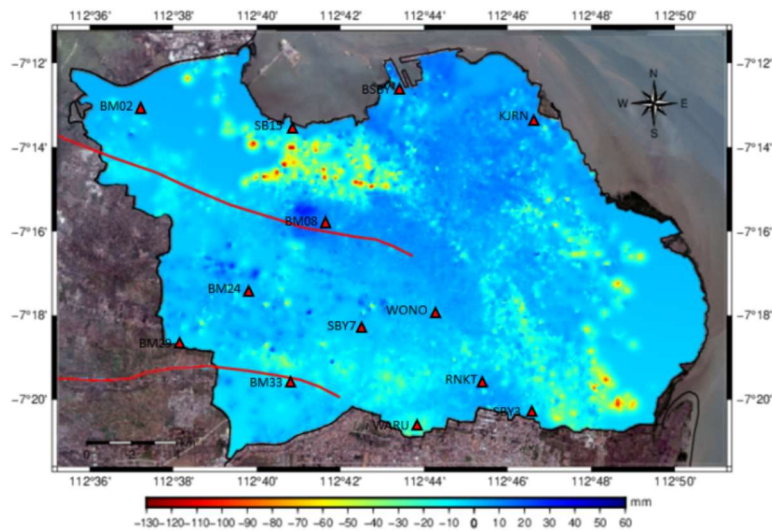 112°36' 112°38' 112°40' 112°42' 112°44' 112°46' 112°48' 112°50'
-7°12' -7°12'
N
W E
S
BSBY
BM02
KJRN
SB15
-7°14' -7°14'
BM08
-7°16' -7°16'
BM24
WONO
-7°18' -7°18'
SBY7
BM29
BM33
RNKT
-7°20' -7°20'
SBY3
WARU
km
112°36' 112°38' 112°40' 112°42' 112°44' 112°46' 112°48' 112°50'
mm
-130 -120 -110 -100 -90 -80 -70 -60 -50 -40 -30 -20 -10 0 10 20 30 40 50 60